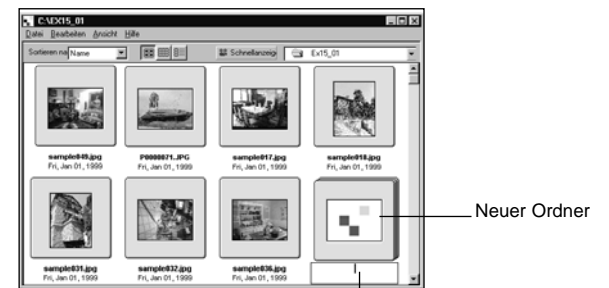 C:\EX15_01
Datei Bearbeiten Ansicht Hilfe
Sortieren na Name Schnellanzeige Ex15_01
sample049.jpg P0000071.JPG sample017.jpg sample018.jpg
Fri, Jan 01, 1999 Fri, Jan 01, 1999 Fri, Jan 01, 1999 Fri, Jan 01, 1999
Neuer Ordner
sample031.jpg sample032.jpg sample036.jpg
Fri, Jan 01, 1999 Fri, Jan 01, 1999 Fri, Jan 01, 1999